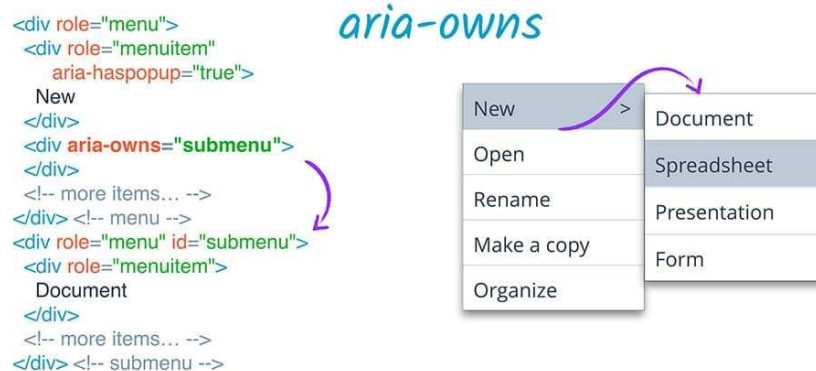 aria-owns
<div role="menu">
<div role="menuitem"
aria-haspopup="true">
New
</div>
<div aria-owns="submenu">
</div>
<!-- more items... -->
</div> <!-- menu -->
<div role="menu" id="submenu">
<div role="menuitem">
Document
</div>
<!-- more items... -->
</div> <!-- submenu -->
New >
Open
Rename
Make a copy
Organize
Document
Spreadsheet
Presentation
Form